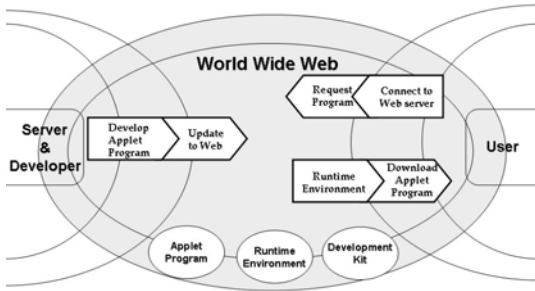 World Wide Web
Request
Program
Connect to
Web server
Server
&
Developer
Develop
Applet
Program
Update
to Web
User
Runtime
Environment
Download
Applet
Program
Applet
Program
Runtime
Environment
Development
Kit